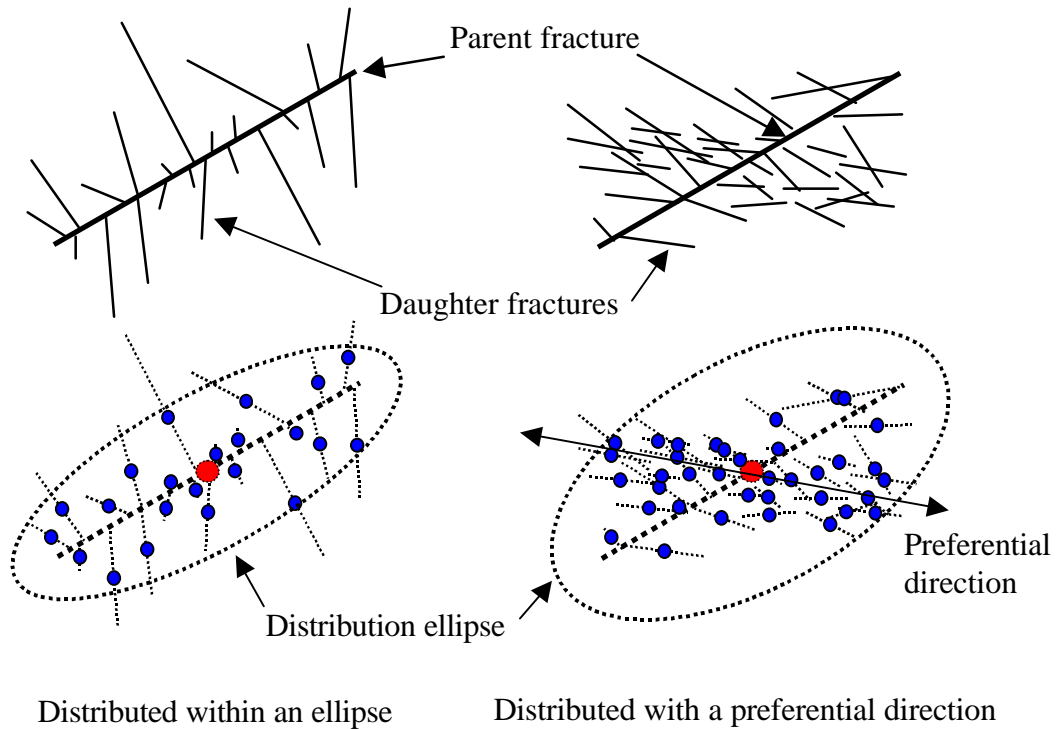 Parent fracture
Daughter fractures
Preferential
direction
Distribution ellipse
Distributed within an ellipse
Distributed with a preferential direction